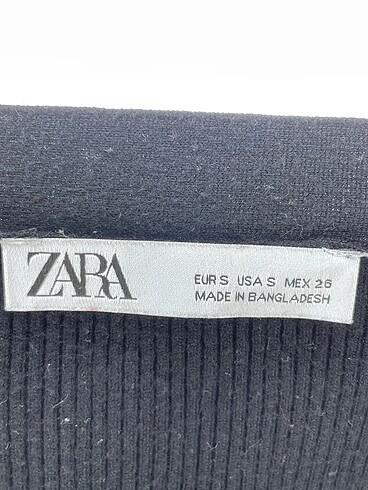 ZARA
EUR S USA S MEX 26
MADE IN BANGLADESH